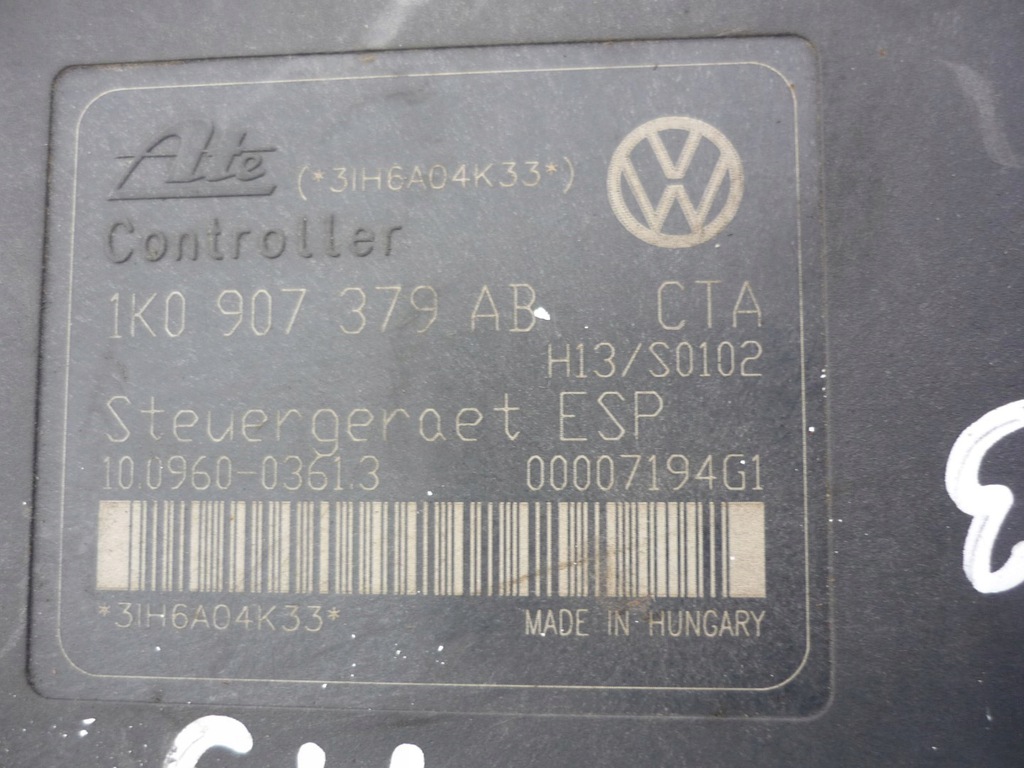 Ate (*3IH6A04K33*)
Controller
1K0 907 379 AB CTA
H13/S0102
Steuergeraet ESP
10.0960-0361.3 00007194G1
*3IH6A04K33* MADE IN HUNGARY